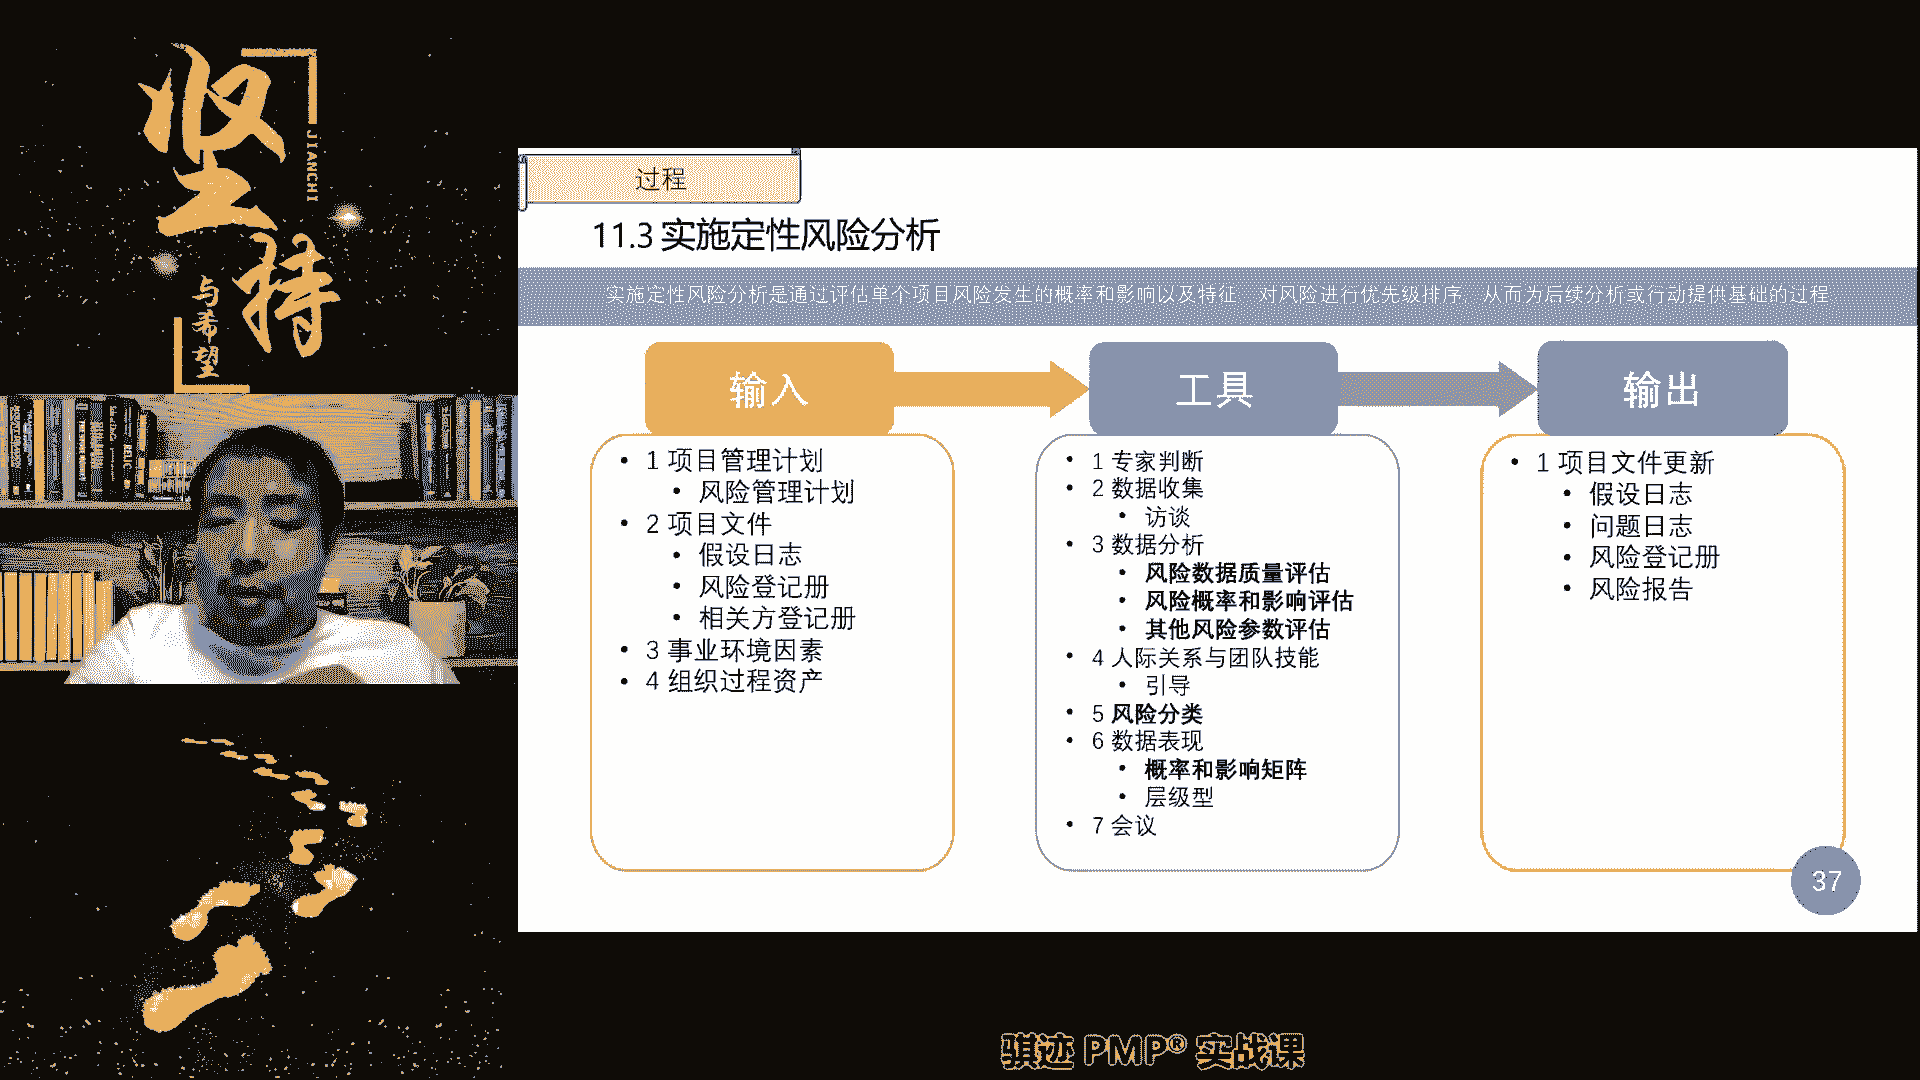 坚持
JIANCHI
与希望
过程
11.3 实施定性风险分析
实施定性风险分析是通过评估单个项目风险发生的概率和影响以及特征 对风险进行优先级排序 从而为后续分析或行动提供基础的过程
输入
• 1 项目管理计划
• 风险管理计划
• 2 项目文件
• 假设日志
• 风险登记册
• 相关方登记册
• 3 事业环境因素
• 4 组织过程资产
工具
• 1 专家判断
• 2 数据收集
• 访谈
• 3 数据分析
• 风险数据质量评估
• 风险概率和影响评估
• 其他风险参数评估
• 4 人际关系与团队技能
• 引导
• 5 风险分类
• 6 数据表现
• 概率和影响矩阵
• 层级型
• 7 会议
输出
• 1 项目文件更新
• 假设日志
• 问题日志
• 风险登记册
• 风险报告
37
骐迹 PMP® 实战课